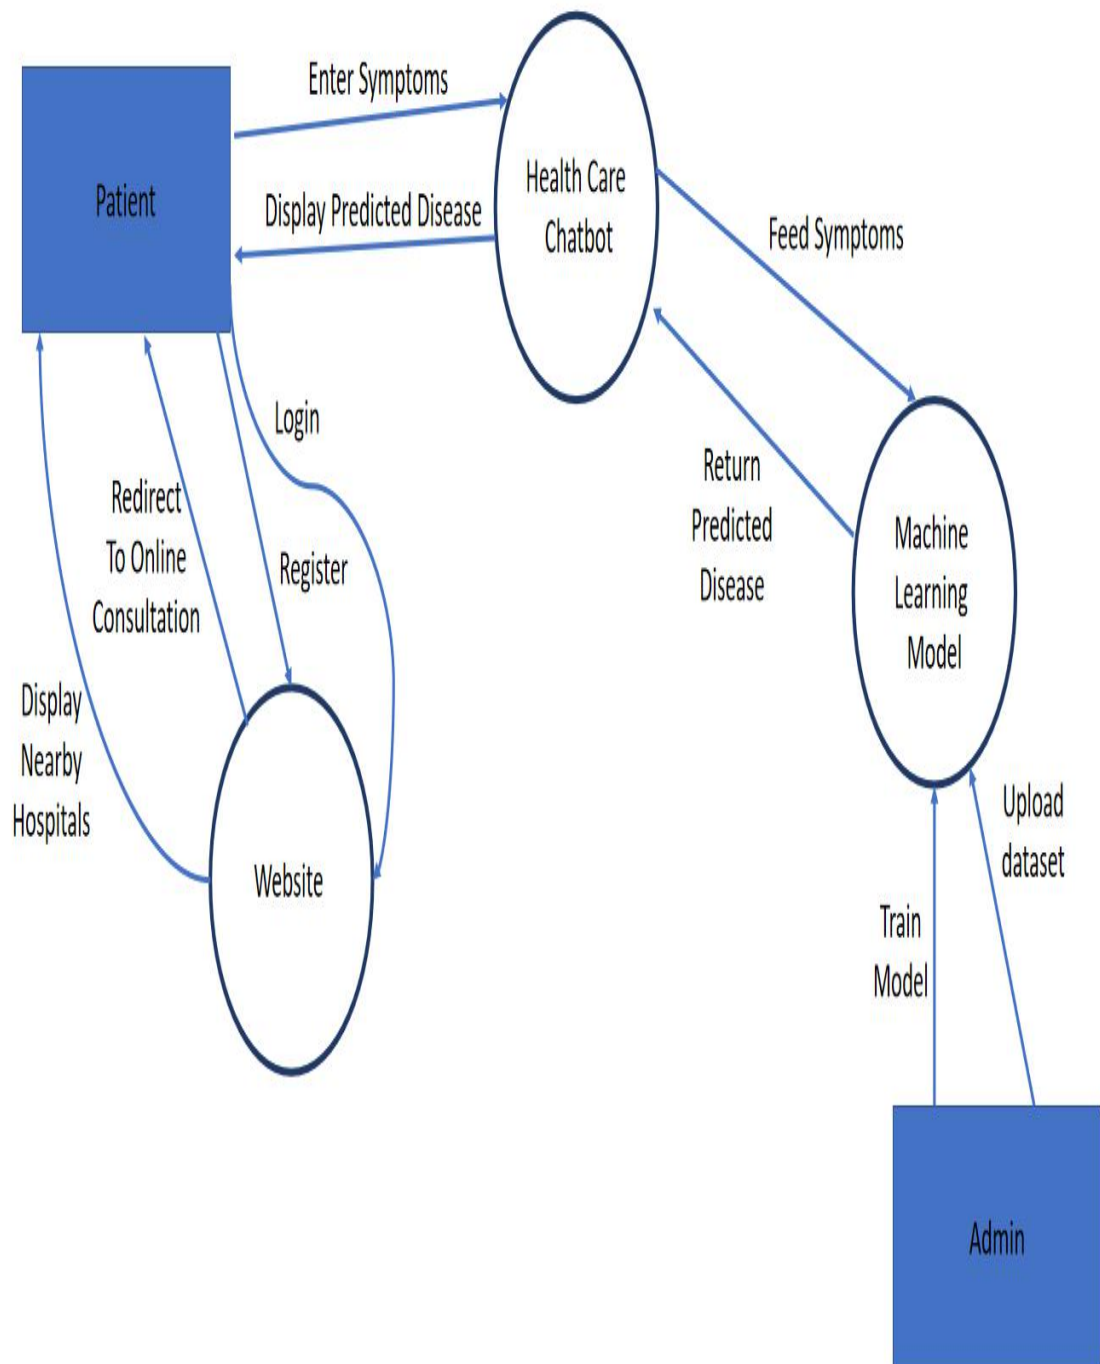 Enter Symptoms
Patient
Display Predicted Disease
Health Care
Chatbot
Feed Symptoms
Login
Redirect
To Online
Consultation
Register
Return
Predicted
Disease
Machine
Learning
Model
Display
Nearby
Hospitals
Website
Upload
dataset
Train
Model
Admin